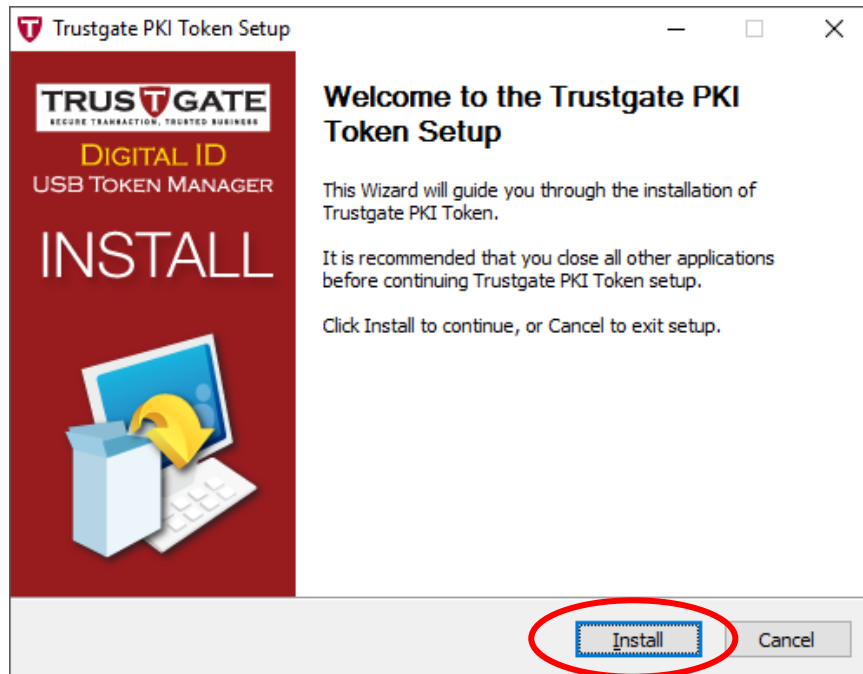 Trustgate PKI Token Setup
TRUSTGATE
SECURE TRANSACTION, TRUSTED BUSINESS
DIGITAL ID
USB TOKEN MANAGER
INSTALL
Welcome to the Trustgate PKI
Token Setup
This Wizard will guide you through the installation of
Trustgate PKI Token.
It is recommended that you close all other applications
before continuing Trustgate PKI Token setup.
Click Install to continue, or Cancel to exit setup.
Install
Cancel